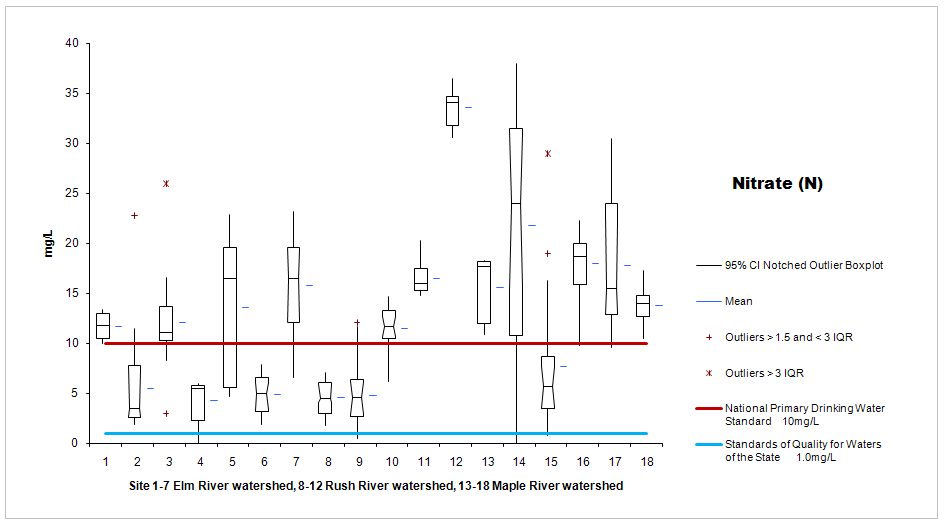 40
35
30
25
20
15
10
5
0
mg/L
1 2 3 4 5 6 7 8 9 10 11 12 13 14 15 16 17 18
Site 1-7 Elm River watershed, 8-12 Rush River watershed, 13-18 Maple River watershed
Nitrate (N)
95% CI Notched Outlier Boxplot
Mean
Outliers > 1.5 and < 3 IQR
Outliers > 3 IQR
National Primary Drinking Water
Standard 10mg/L
Standards of Quality for Waters
of the State 1.0mg/L